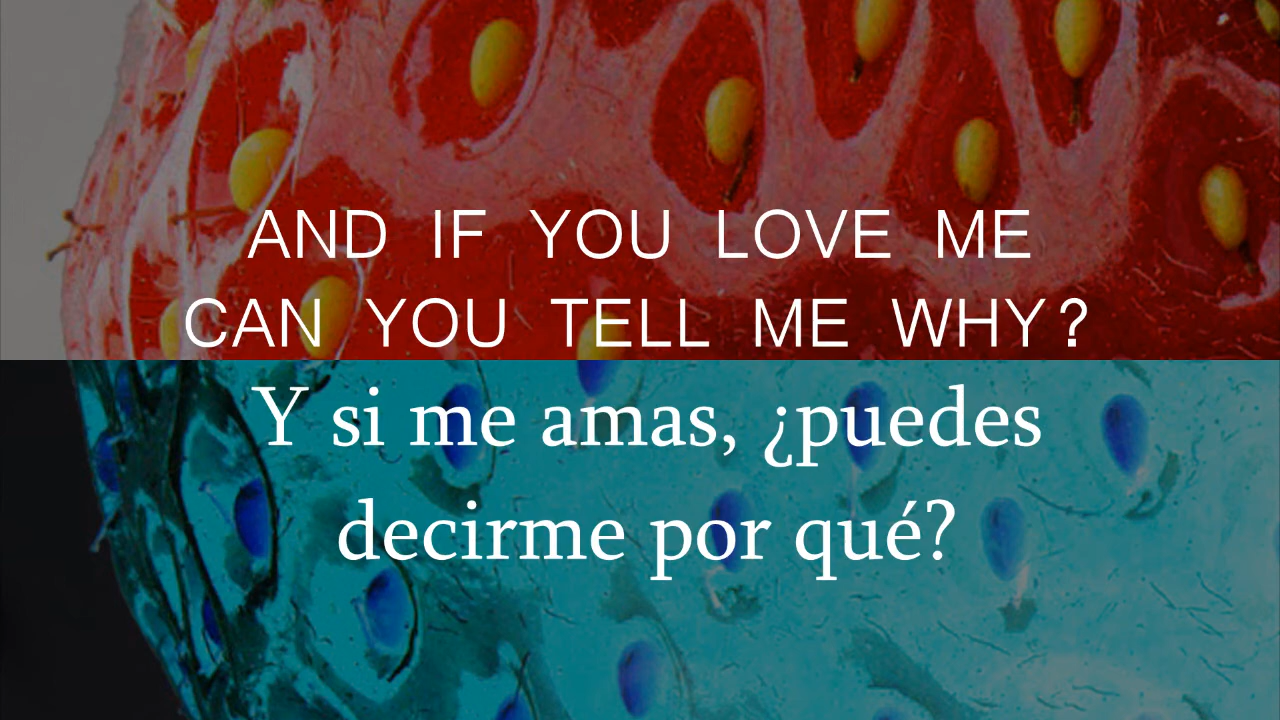 AND IF YOU LOVE ME
CAN YOU TELL ME WHY?
Y si me amas, ¿puedes
decirme por qué?